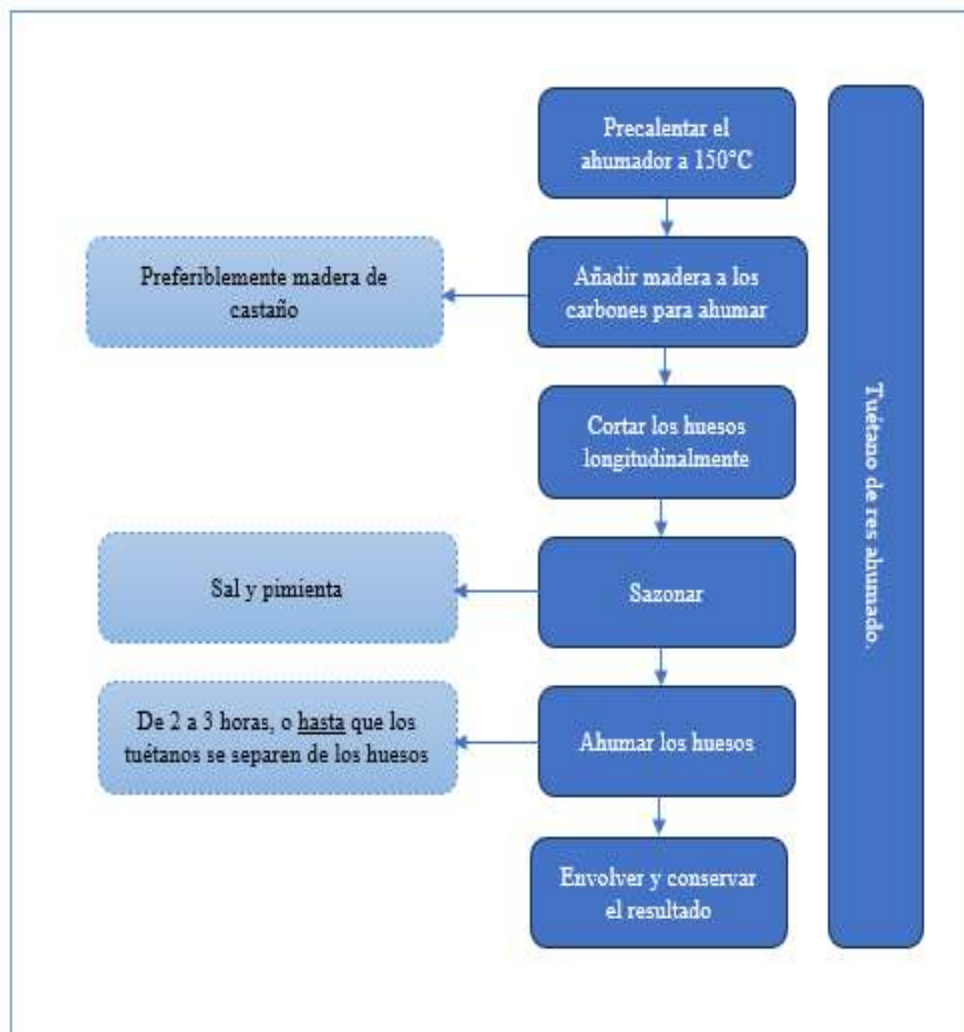 Precalentar el
ahumador a 150°C
Preferiblemente madera de
castaño
Añadir madera a los
carbones para ahumar
Cortar los huesos
longitudinalmente
Sal y pimienta
Sazonar
De 2 a 3 horas, o hasta que los
tuétanos se separen de los huesos
Ahumar los huesos
Envolver y conservar
el resultado
Tuétano de res ahumado.